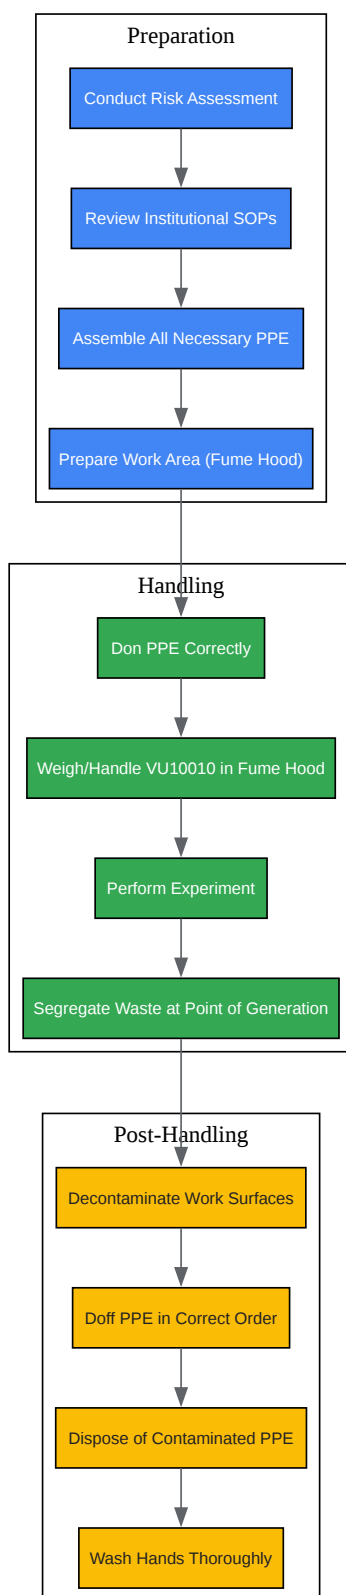 Preparation
Conduct Risk Assessment
Review Institutional SOPs
Assemble All Necessary PPE
Prepare Work Area (Fume Hood)
Handling
Don PPE Correctly
Weigh/Handle VU10010 in Fume Hood
Perform Experiment
Segregate Waste at Point of Generation
Post-Handling
Decontaminate Work Surfaces
Doff PPE in Correct Order
Dispose of Contaminated PPE
Wash Hands Thoroughly